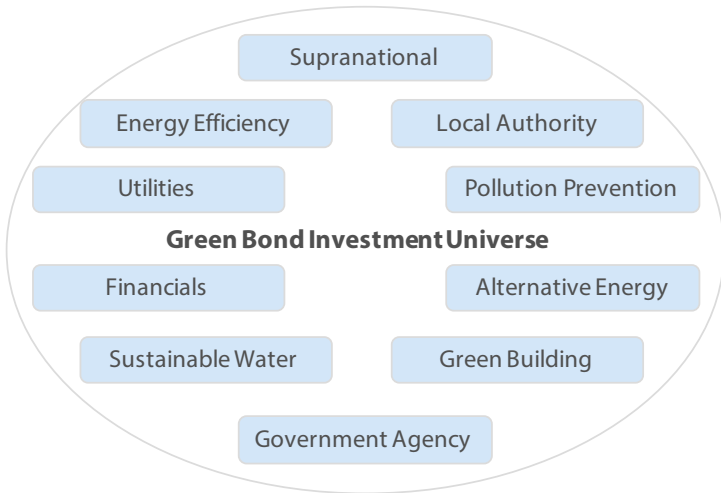 Supranational
Energy Efficiency
Local Authority
Utilities
Pollution Prevention
Green Bond Investment Universe
Financials
Alternative Energy
Sustainable Water
Green Building
Government Agency